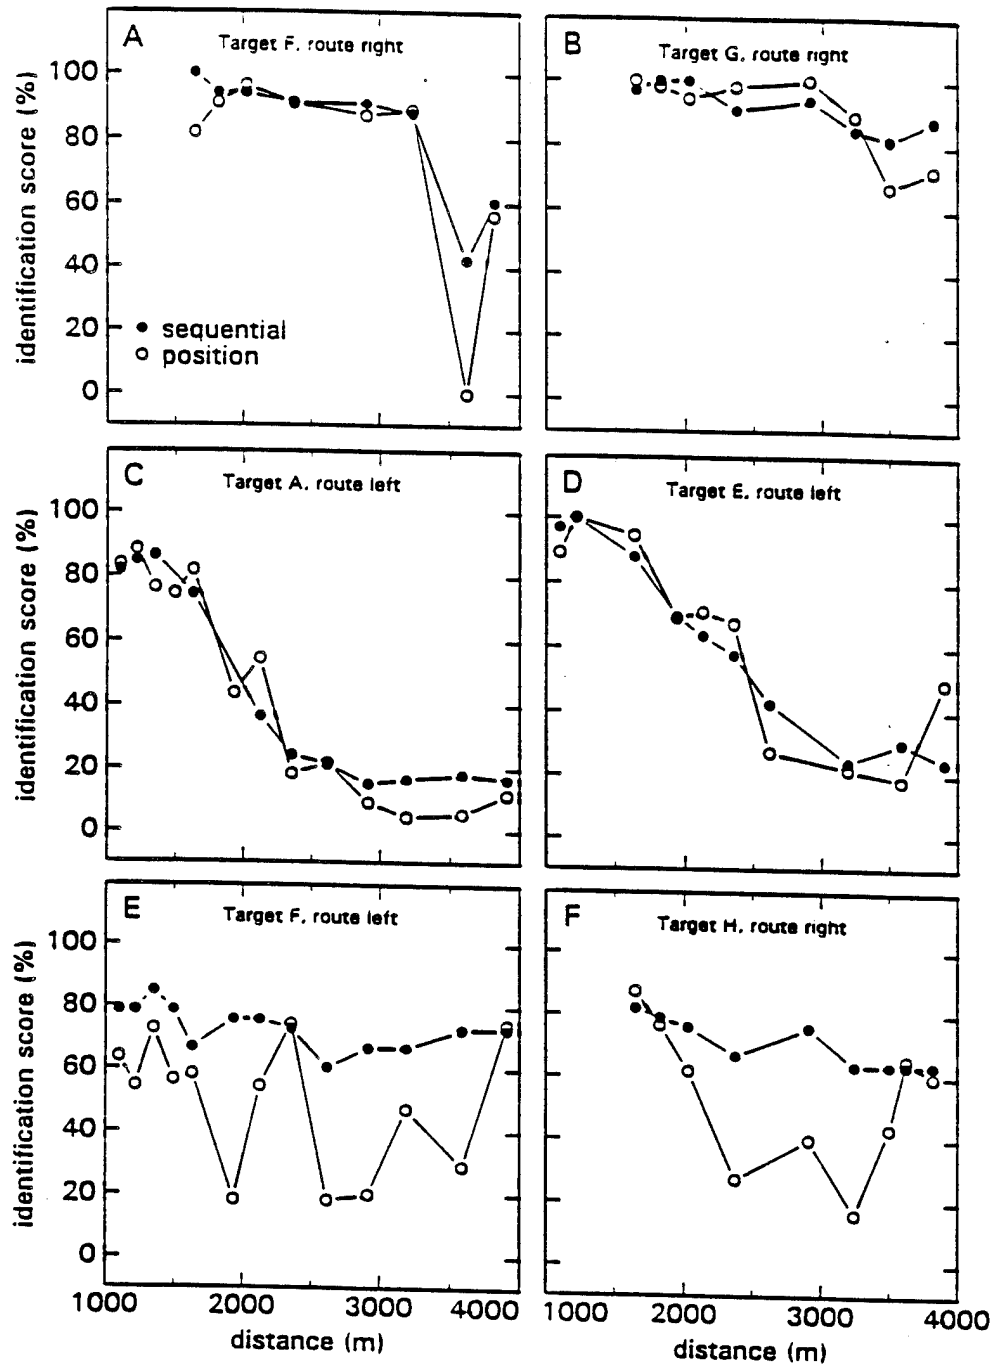 A
Target F, route right
identification score (%)
100
80
60
40
20
0
sequential
position
B
Target G, route right
C
Target A, route left
identification score (%)
100
80
60
40
20
0
D
Target E, route left
E
Target F, route left
identification score (%)
100
80
60
40
20
0
1000 2000 3000 4000
distance (m)
F
Target H, route right
1000 2000 3000 4000
distance (m)